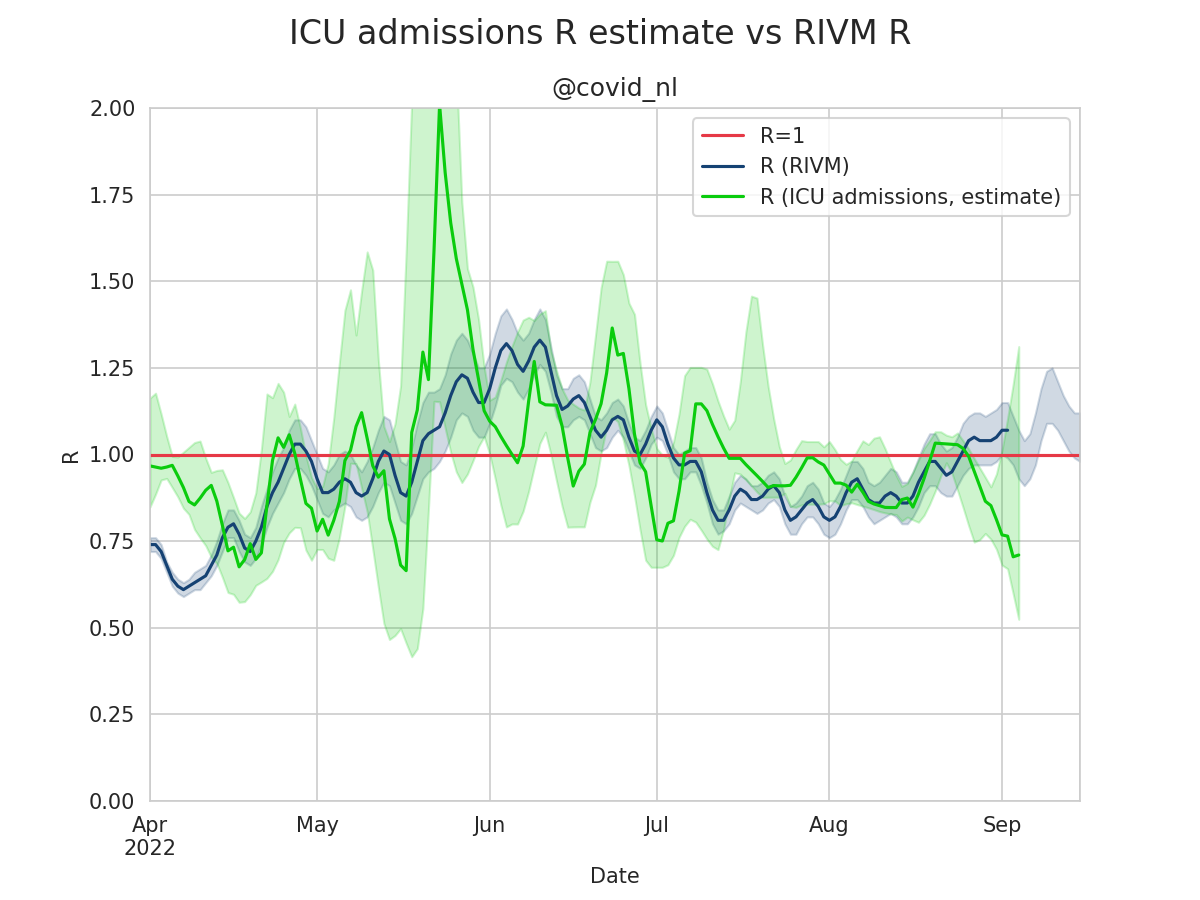 ICU admissions R estimate vs RIVM R
@covid_nl
R=1
R (RIVM)
R (ICU admissions, estimate)
2.00
1.75
1.50
1.25
1.00
0.75
0.50
0.25
0.00
R
Apr May Jun Jul Aug Sep
2022
Date